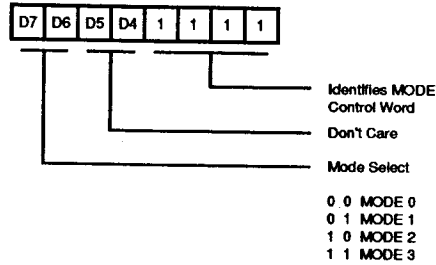 D7 D6 D5 D4 1 1 1 1
Identifies MODE
Control Word
Don't Care
Mode Select
0 0 MODE 0
0 1 MODE 1
1 0 MODE 2
1 1 MODE 3